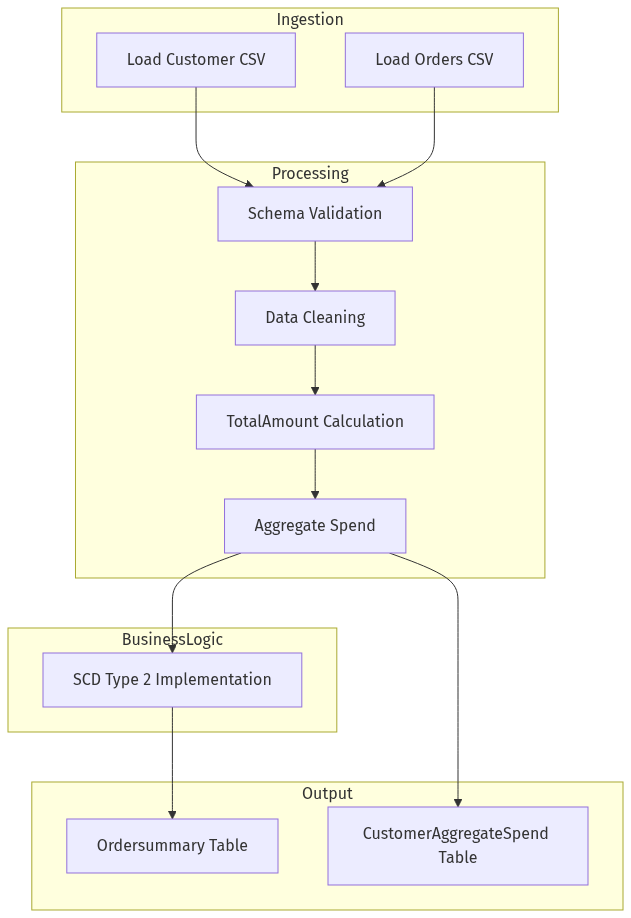 Ingestion
Load Customer CSV
Load Orders CSV
Processing
Schema Validation
Data Cleaning
TotalAmount Calculation
Aggregate Spend
BusinessLogic
SCD Type 2 Implementation
Output
Ordersummary Table
CustomerAggregateSpend
Table